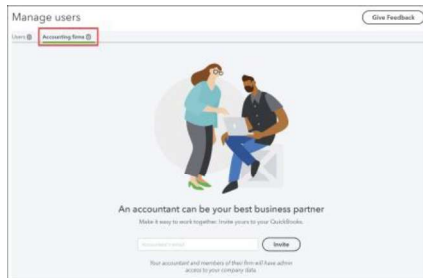 Manage users
Give Feedback
Users
Accounting firms
An accountant can be your best business partner
Make it easy to work together. Invite yours to your QuickBooks.
Accountant's email
Invite
Your accountant and members of their firm will have admin
access to your company data.